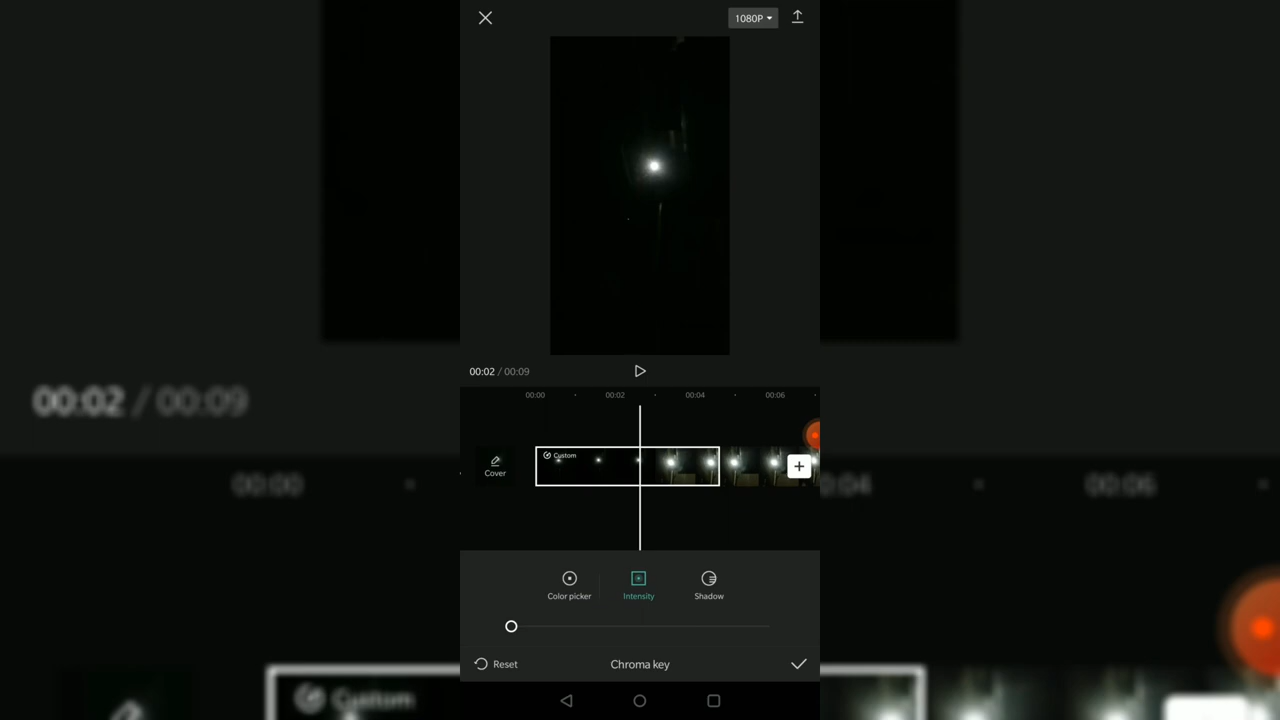 1080P
00:02 / 00:09
00:00 00:02 00:04 00:06
Custom
Cover
Color picker Intensity Shadow
Reset Chroma key
00:02 / 00:09
00:00
:04 00:06
Custom